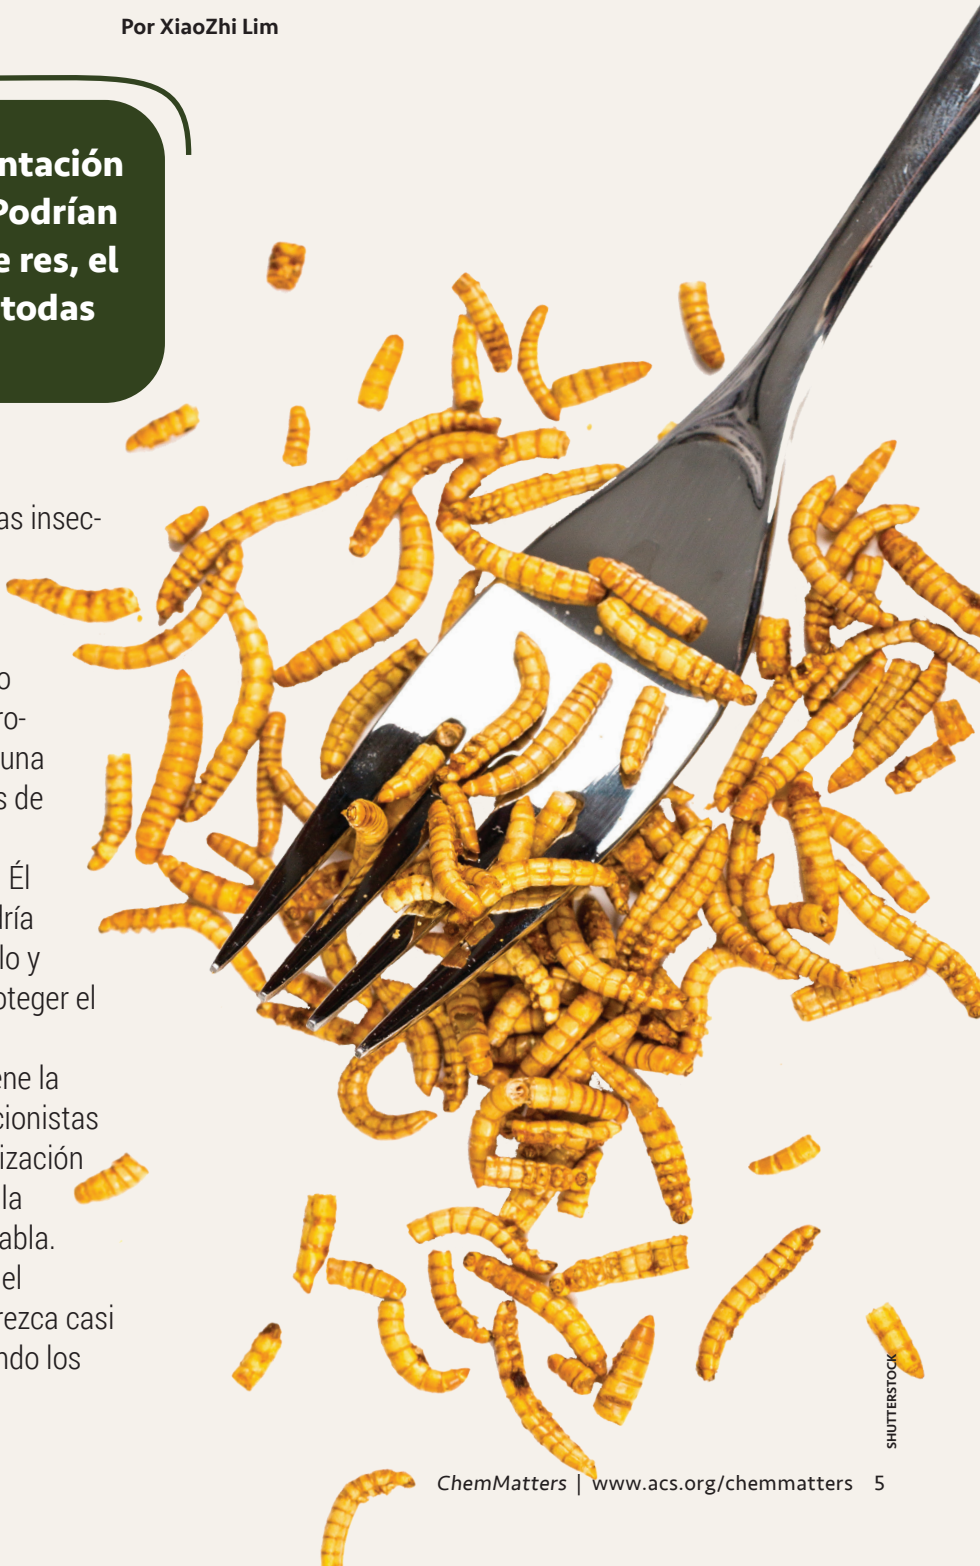 Por XiaoZhi Lim
ntación
Podrían
e res, el
todas
as insec-
o
ro-
una
s de
Él
dría
lo y
oteger el
ene la
cionistas
ización
la
abla.
el
rezca casi
ndo los
SHUTTERSTOCK
ChemMatters | www.acs.org/chemmatters 5